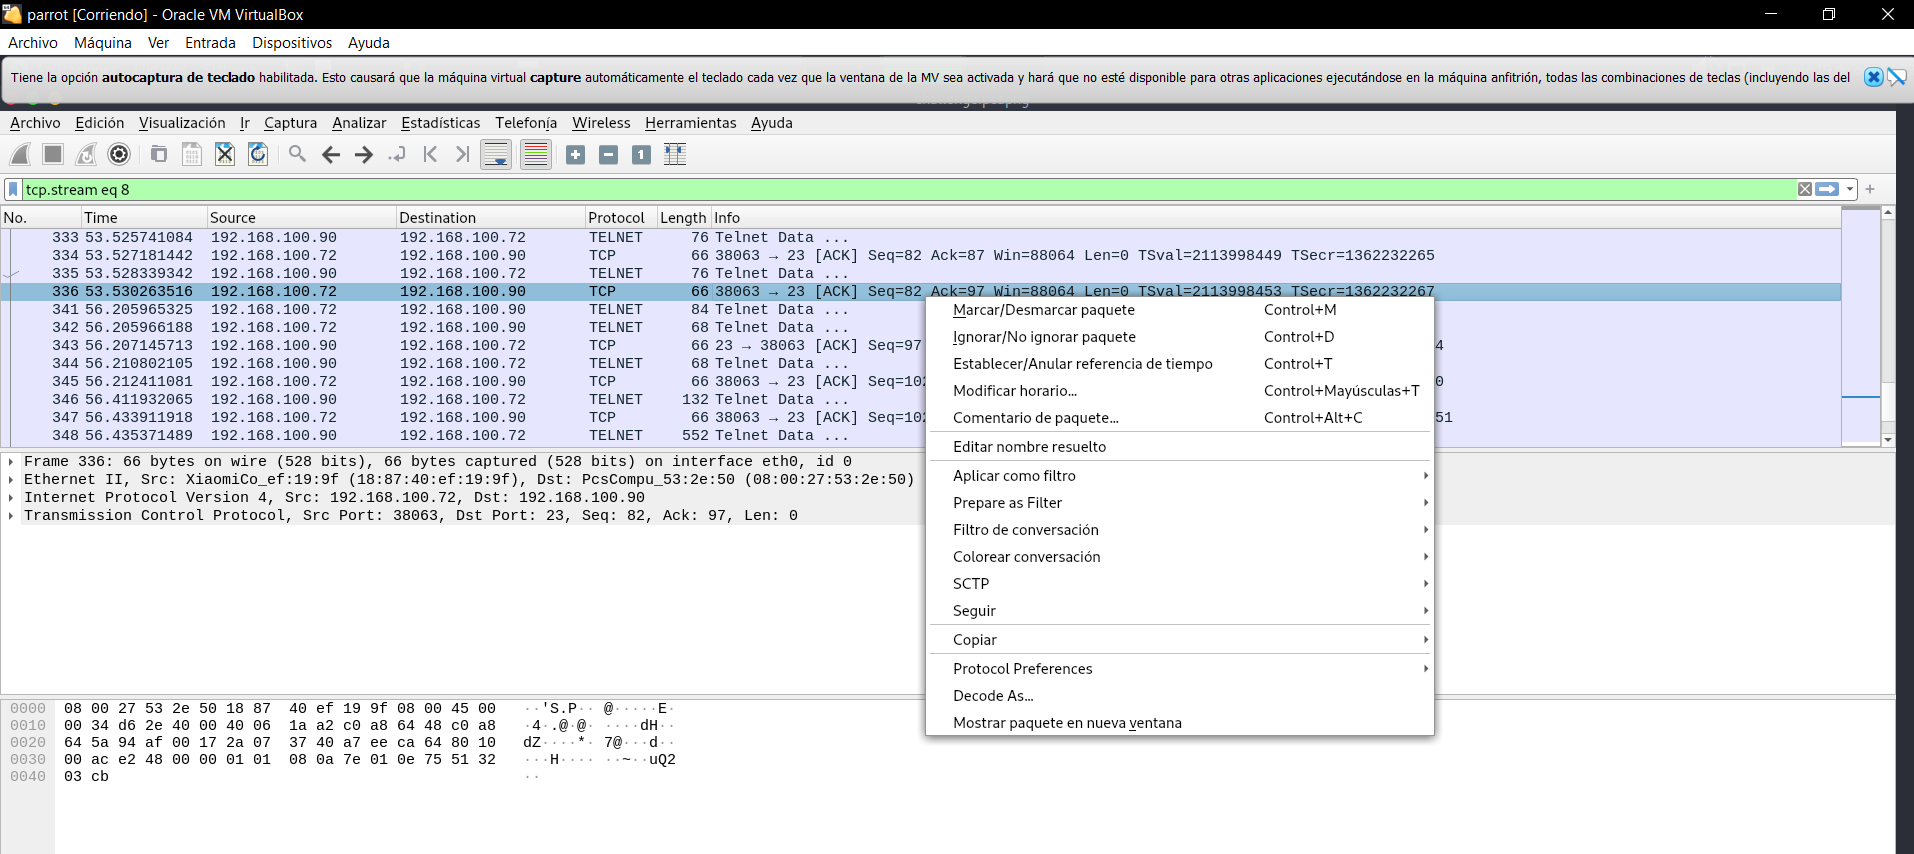 parrot [Corriendo] - Oracle VM VirtualBox
Archivo Máquina Ver Entrada Dispositivos Ayuda
Tiene la opción autocaptura de teclado habilitada. Esto causará que la máquina virtual capture automáticamente el teclado cada vez que la ventana de la MV sea activada y hará que no esté disponible para otras aplicaciones ejecutándose en la máquina anfitrión, todas las combinaciones de teclas (incluyendo las del
Archivo Edición Visualización Ir Captura Analizar Estadísticas Telefonía Wireless Herramientas Ayuda
tcp.stream eq 8
No. Time Source Destination Protocol Length Info
333 53.525741084 192.168.100.90 192.168.100.72 TELNET 76 Telnet Data ...
334 53.527181442 192.168.100.72 192.168.100.90 TCP 66 38063 → 23 [ACK] Seq=82 Ack=87 Win=88064 Len=0 TSval=2113998449 TSecr=1362232265
335 53.528339342 192.168.100.90 192.168.100.72 TELNET 76 Telnet Data ...
336 53.530263516 192.168.100.72 192.168.100.90 TCP 66 38063 → 23 [ACK] Seq=82 Ack=97 Win=88064 Len=0 TSval=2113998453 TSecr=1362232267
341 56.205965325 192.168.100.72 192.168.100.90 TELNET 84 Telnet Data ...
342 56.205966188 192.168.100.72 192.168.100.90 TELNET 68 Telnet Data ...
343 56.207145713 192.168.100.90 192.168.100.72 TCP 66 23 → 38063 [ACK] Seq=97 4
344 56.210802105 192.168.100.90 192.168.100.72 TELNET 68 Telnet Data ...
345 56.212411081 192.168.100.72 192.168.100.90 TCP 66 38063 → 23 [ACK] Seq=102 0
346 56.411932065 192.168.100.90 192.168.100.72 TELNET 132 Telnet Data ...
347 56.433911918 192.168.100.72 192.168.100.90 TCP 66 38063 → 23 [ACK] Seq=102 51
348 56.435371489 192.168.100.90 192.168.100.72 TELNET 552 Telnet Data ...
Marcar/Desmarcar paquete Control+M
Ignorar/No ignorar paquete Control+D
Establecer/Anular referencia de tiempo Control+T
Modificar horario... Control+Mayúsculas+T
Comentario de paquete... Control+Alt+C
Editar nombre resuelto
Aplicar como filtro
Prepare as Filter
Filtro de conversación
Colorear conversación
SCTP
Seguir
Copiar
Protocol Preferences
Decode As...
Mostrar paquete en nueva ventana
Frame 336: 66 bytes on wire (528 bits), 66 bytes captured (528 bits) on interface eth0, id 0
Ethernet II, Src: XiaomiCo_ef:19:9f (18:87:40:ef:19:9f), Dst: PcsCompu_53:2e:50 (08:00:27:53:2e:50)
Internet Protocol Version 4, Src: 192.168.100.72, Dst: 192.168.100.90
Transmission Control Protocol, Src Port: 38063, Dst Port: 23, Seq: 82, Ack: 97, Len: 0
0000 08 00 27 53 2e 50 18 87 40 ef 19 9f 08 00 45 00 ··'S.P·· @·····E·
0010 00 34 d6 2e 40 00 40 06 1a a2 c0 a8 64 48 c0 a8 ·4·.@·@· ····dH··
0020 64 5a 94 af 00 17 2a 07 37 40 a7 ee ca 64 80 10 dZ····*· 7@···d··
0030 00 ac e2 48 00 00 01 01 08 0a 7e 01 0e 75 51 32 ···H···· ··~··uQ2
0040 03 cb ··